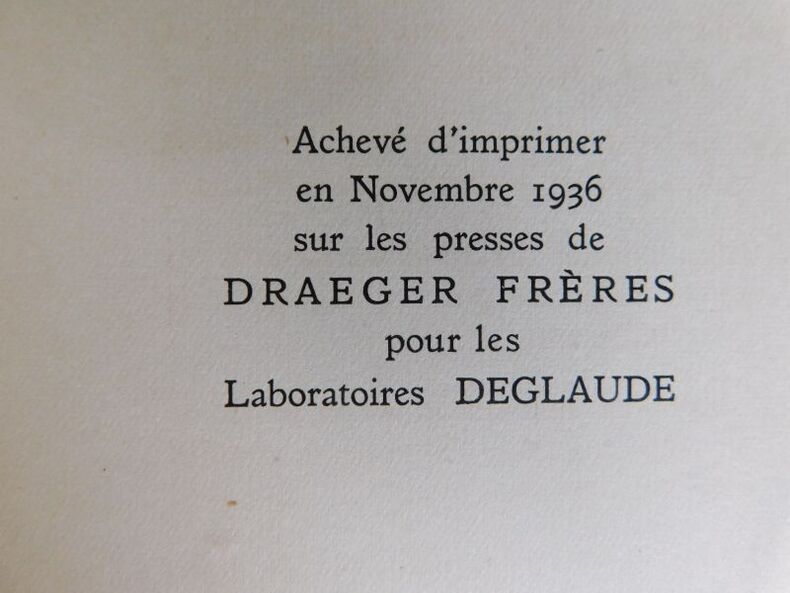 Achevé d'imprimer
en Novembre 1936
sur les presses de
DRAEGER FRÈRES
pour les
Laboratoires DEGLAUDE